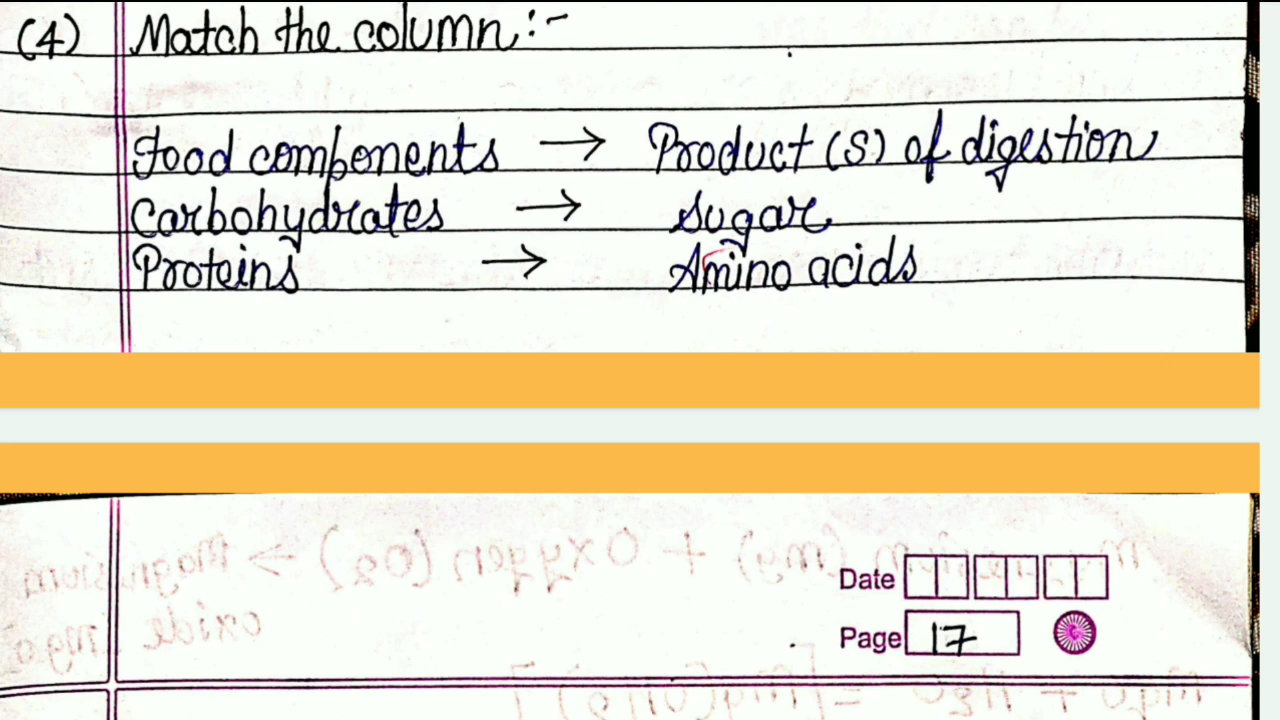 (4) Match the column:-
Food components → Product (s) of digestion
Carbohydrates → Sugar
Proteins → Amino acids
Date
Page 17